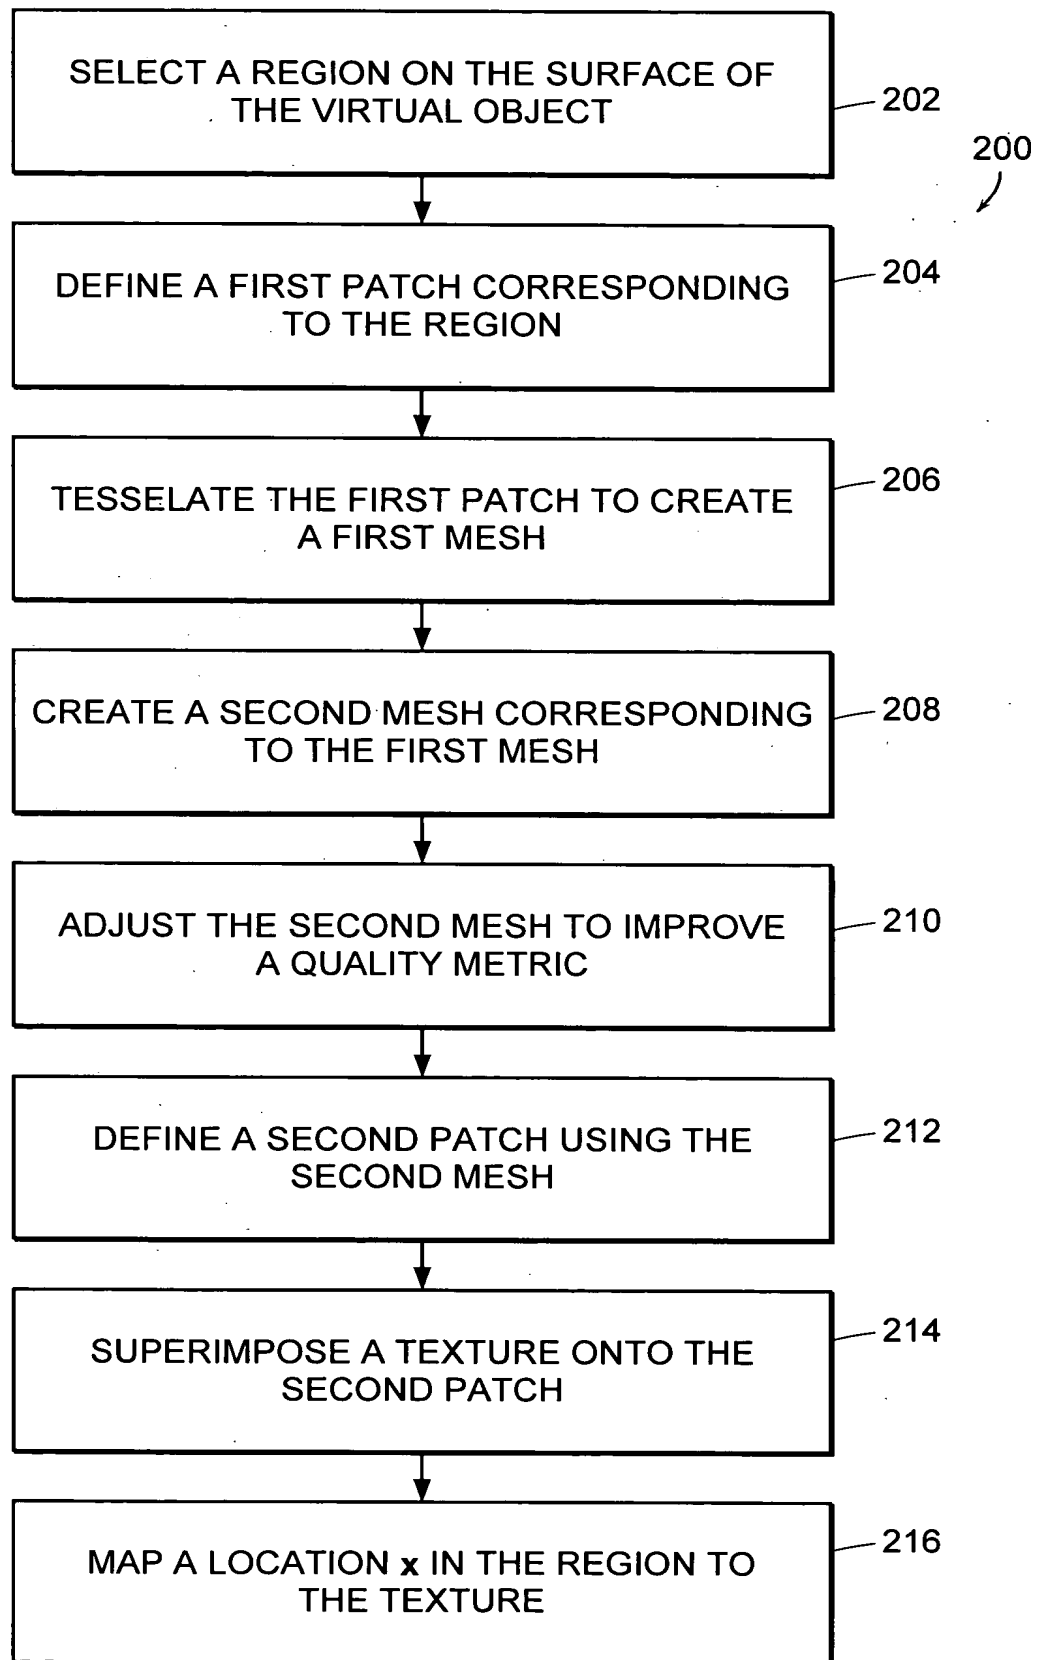 SELECT A REGION ON THE SURFACE OF
THE VIRTUAL OBJECT
202
200
DEFINE A FIRST PATCH CORRESPONDING
TO THE REGION
204
TESSELATE THE FIRST PATCH TO CREATE
A FIRST MESH
206
CREATE A SECOND MESH CORRESPONDING
TO THE FIRST MESH
208
ADJUST THE SECOND MESH TO IMPROVE
A QUALITY METRIC
210
DEFINE A SECOND PATCH USING THE
SECOND MESH
212
SUPERIMPOSE A TEXTURE ONTO THE
SECOND PATCH
214
MAP A LOCATION x IN THE REGION TO
THE TEXTURE
216